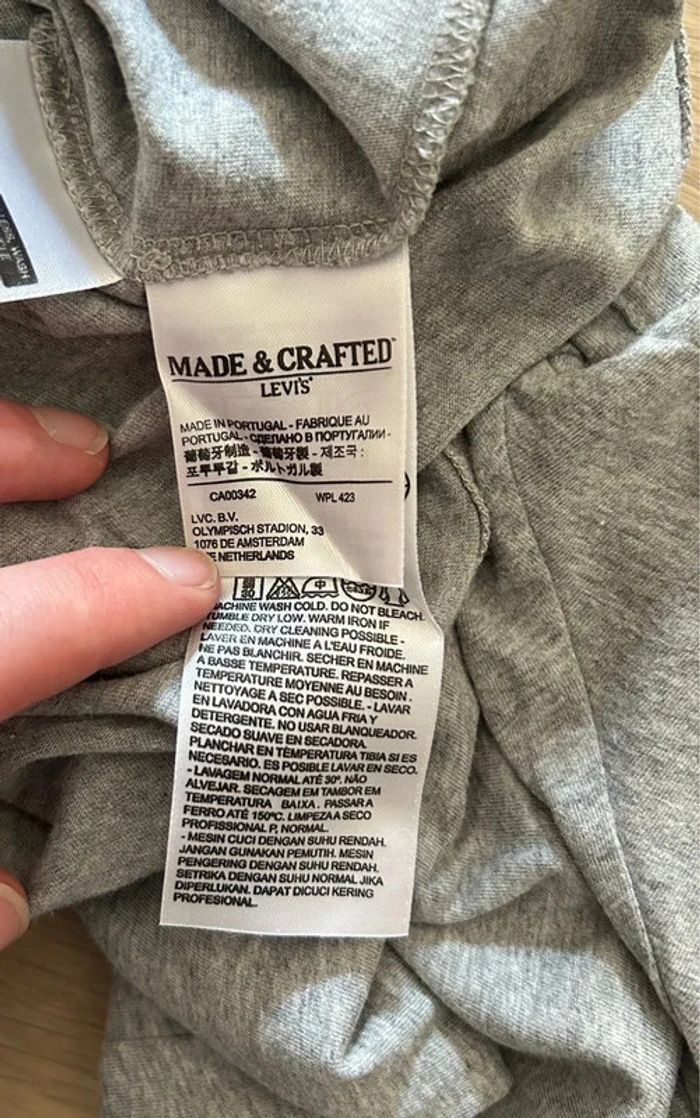 LESS, WASH
MADE & CRAFTED™
LEVI'S®
MADE IN PORTUGAL - FABRIQUE AU
PORTUGAL - СДЕЛАНО В ПОРТУГАЛИИ -
葡萄牙制造 - 葡萄牙製 - 제조국 :
포루투갈 - ポルトガル製
CA00342 WPL 423
LVC. B.V.
OLYMPISCH STADION, 33
1076 DE AMSTERDAM
NETHERLANDS
MACHINE WASH COLD. DO NOT BLEACH.
TUMBLE DRY LOW. WARM IRON IF
NEEDED. DRY CLEANING POSSIBLE -
LAVER EN MACHINE A L'EAU FROIDE.
NE PAS BLANCHIR. SECHER EN MACHINE
A BASSE TEMPERATURE. REPASSER A
TEMPERATURE MOYENNE AU BESOIN.
NETTOYAGE A SEC POSSIBLE. - LAVAR
EN LAVADORA CON AGUA FRIA Y
DETERGENTE. NO USAR BLANQUEADOR.
SECADO SUAVE EN SECADORA.
PLANCHAR EN TEMPERATURA TIBIA SI ES
NECESARIO. ES POSIBLE LAVAR EN SECO.
- LAVAGEM NORMAL ATÉ 30º. NÃO
ALVEJAR. SECAGEM EM TAMBOR EM
TEMPERATURA BAIXA. PASSAR A
FERRO ATÉ 150ºC. LIMPEZA A SECO
PROFISSIONAL P, NORMAL.
- MESIN CUCI DENGAN SUHU RENDAH.
JANGAN GUNAKAN PEMUTIH. MESIN
PENGERING DENGAN SUHU RENDAH.
SETRIKA DENGAN SUHU NORMAL JIKA
DIPERLUKAN. DAPAT DICUCI KERING
PROFESIONAL.